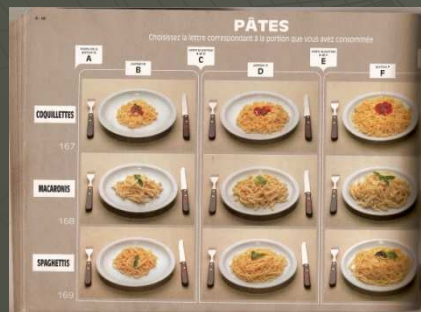 PÂTES
Choisissez la lettre correspondant à la portion que vous avez consommée
A
B
C
D
E
F
COQUILLETTES
167
MACARONIS
168
SPAGHETTIS
169